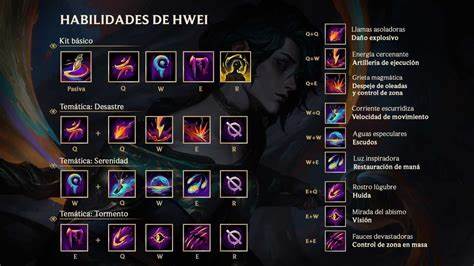 HABILIDADES DE HWEI
Kit básico
Pasiva Q W E R
Temática: Desastre
Q + Q W E R
Temática: Serenidad
W + Q W E R
Temática: Tormento
E + Q W E R
Q+Q Llamas asoladoras
Daño explosivo
Q+W Energía cercenante
Artillería de ejecución
Q+E Grieta magmática
Despeje de oleadas
y control de zona
W+Q Corriente escurridiza
Velocidad de movimiento
W+W Aguas especulares
Escudos
W+E Luz inspiradora
Restauración de maná
E+Q Rostro lúgubre
Huida
E+W Mirada del abismo
Visión
E+E Fauces devastadoras
Control de zona en masa